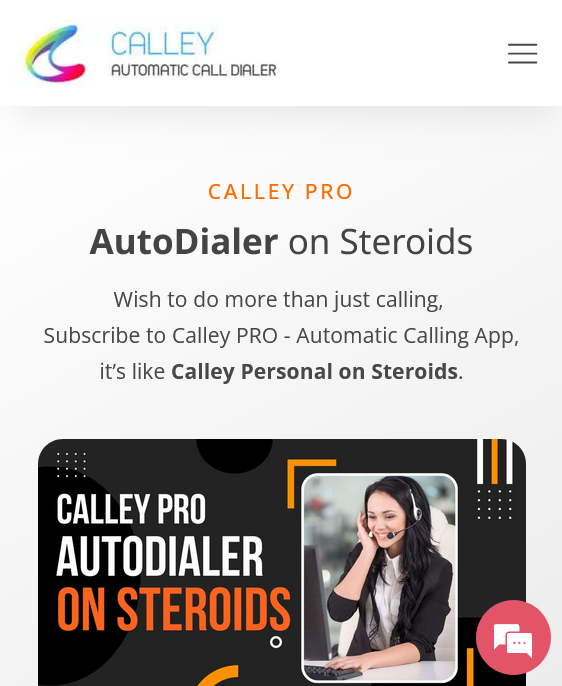 CALLEY
AUTOMATIC CALL DIALER
CALLEY PRO
AutoDialer on Steroids
Wish to do more than just calling,
Subscribe to Calley PRO - Automatic Calling App,
it’s like Calley Personal on Steroids.
CALLEY PRO
AUTODIALER
ON STEROIDS